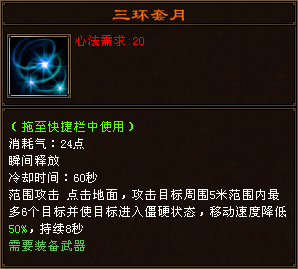 三环套月
心法需求:20
（拖至快捷栏中使用）
消耗气：24点
瞬间释放
冷却时间：60秒
范围攻击 点击地面，攻击目标周围5米范围内最
多6个目标并使目标进入僵硬状态，移动速度降低
50%，持续8秒
需要装备武器